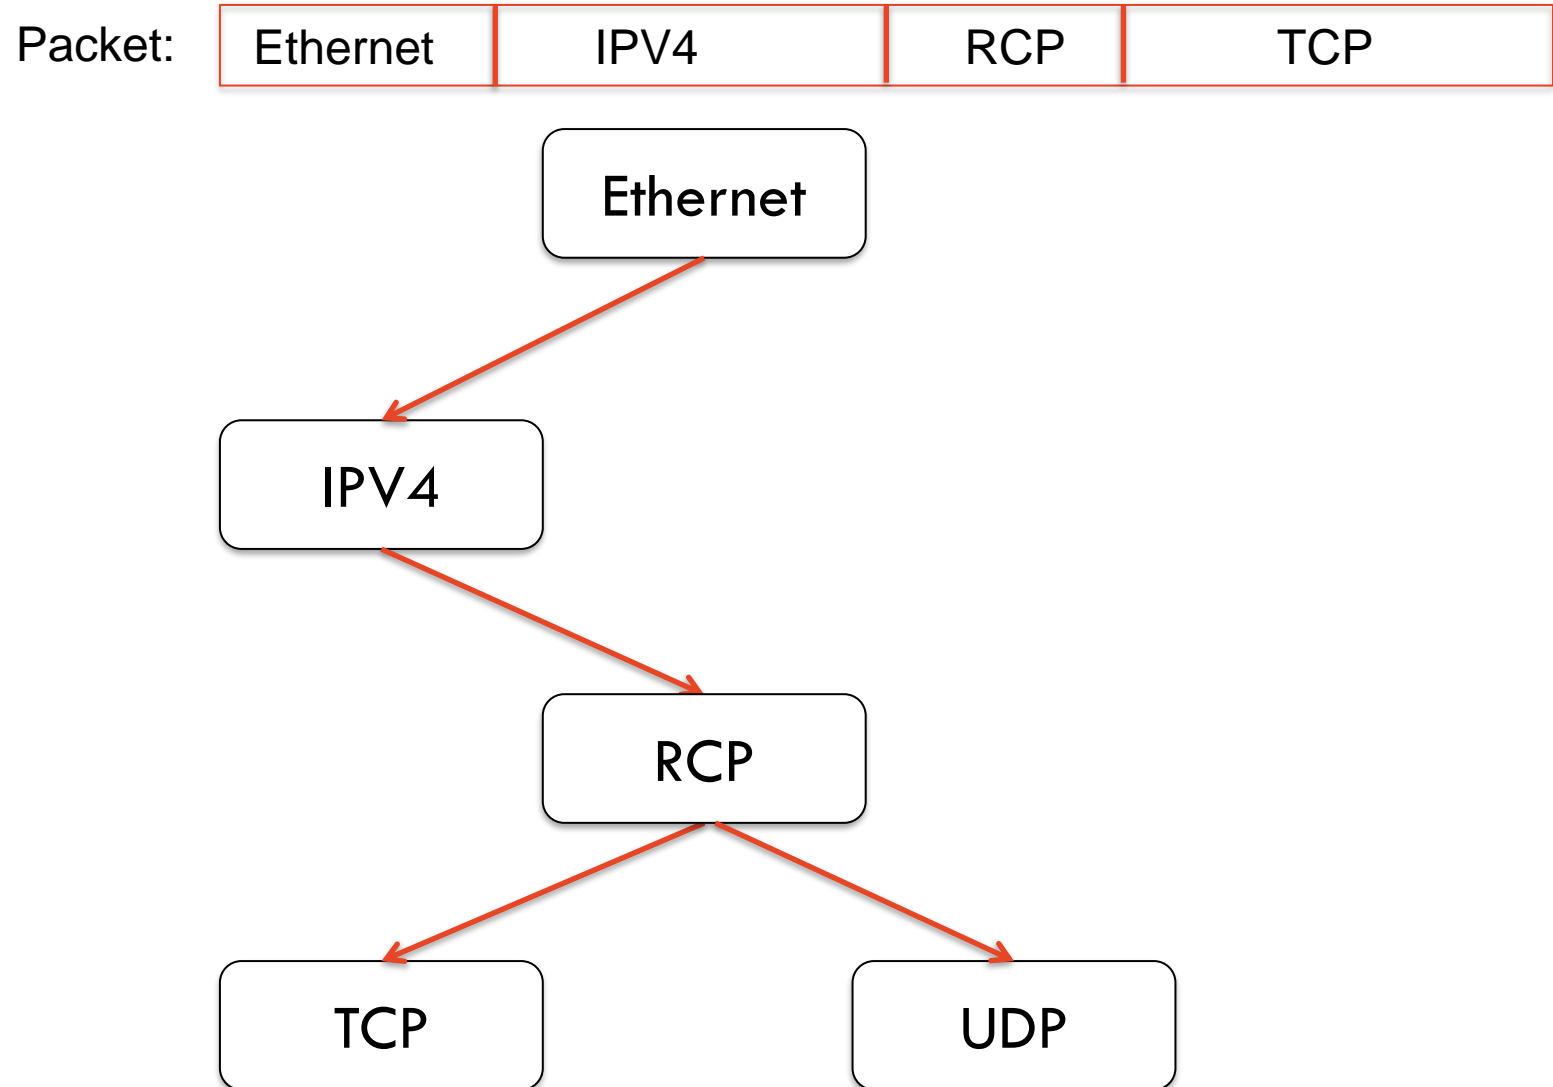 Packet: Ethernet IPV4 RCP TCP
Ethernet
IPV4
RCP
TCP UDP